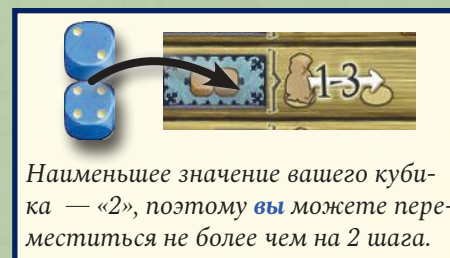 1-3
Наименьшее значение вашего куби-
ка — «2», поэтому вы можете пере-
меститься не более чем на 2 шага.